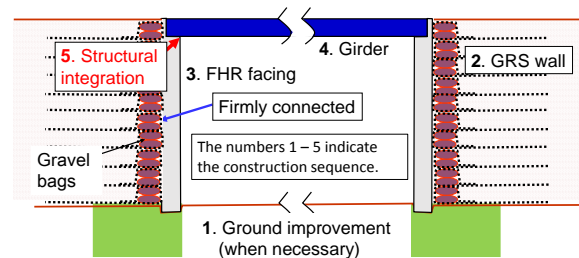 5. Structural
integration
4. Girder
2. GRS wall
3. FHR facing
Firmly connected
Gravel
bags
The numbers 1 – 5 indicate
the construction sequence.
1. Ground improvement
(when necessary)